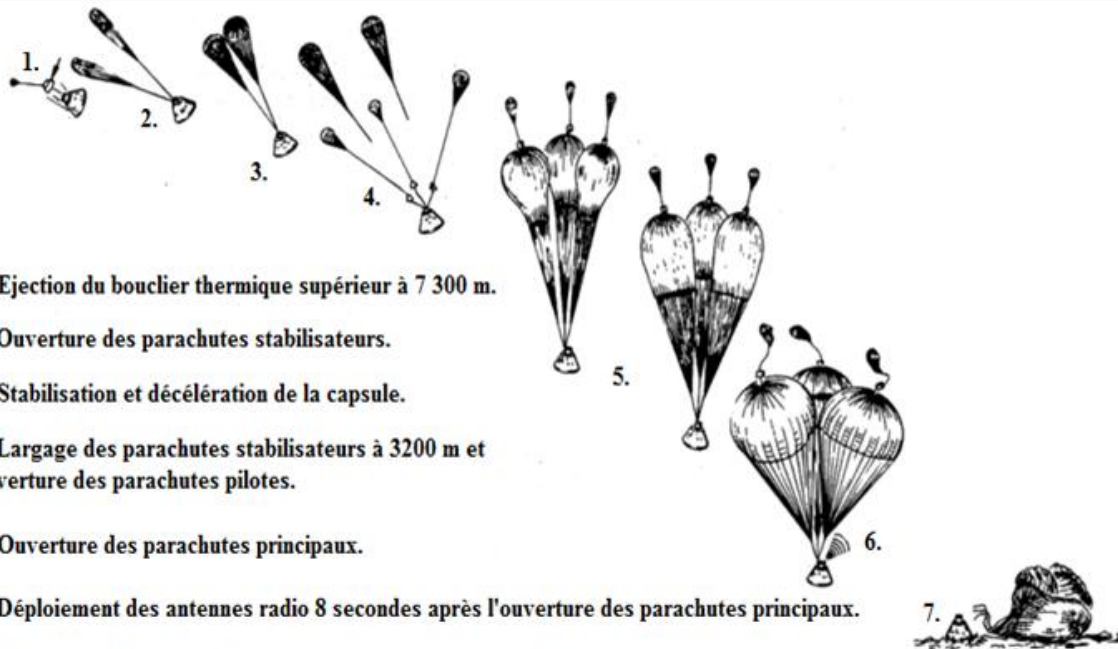 1.
2.
3.
4.
Ejection du bouclier thermique supérieur à 7 300 m.
Ouverture des parachutes stabilisateurs.
5.
Stabilisation et décélération de la capsule.
Largage des parachutes stabilisateurs à 3200 m et
verture des parachutes pilotes.
6.
Ouverture des parachutes principaux.
Déploiement des antennes radio 8 secondes après l'ouverture des parachutes principaux.
7.